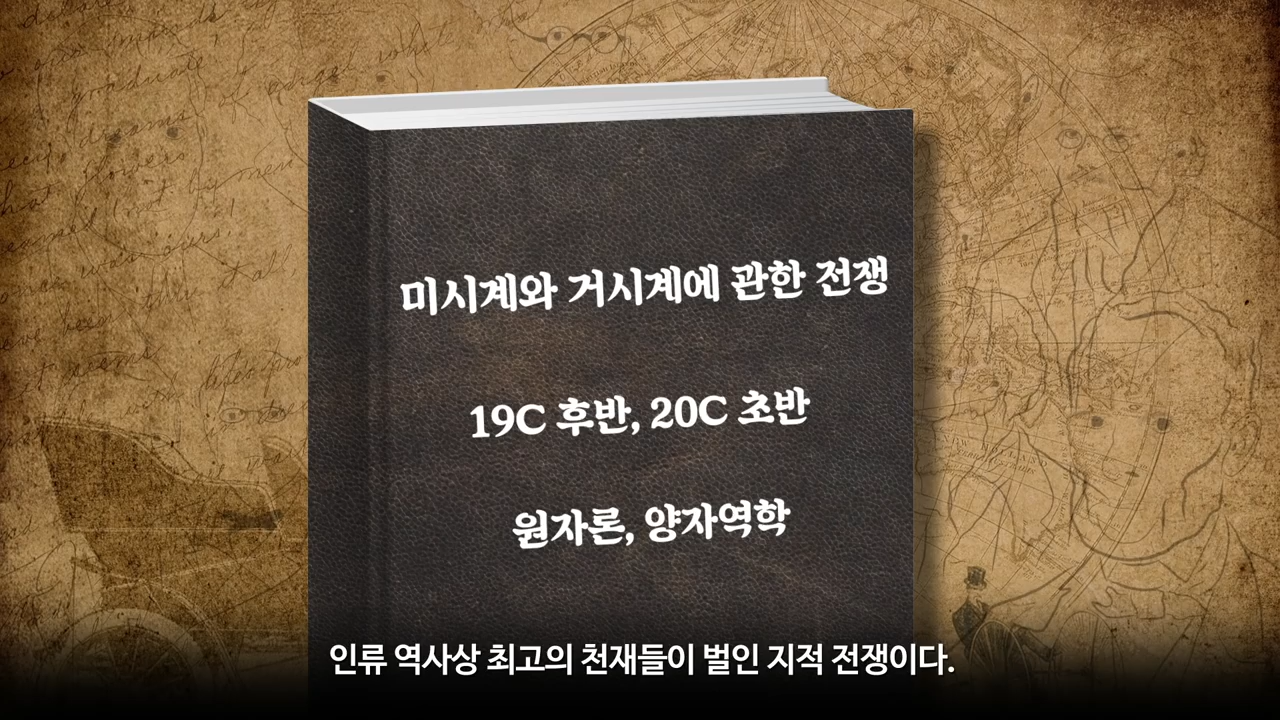 미시계와 거시계에 관한 전쟁
19C 후반, 20C 초반
원자론, 양자역학
인류 역사상 최고의 천재들이 벌인 지적 전쟁이다.